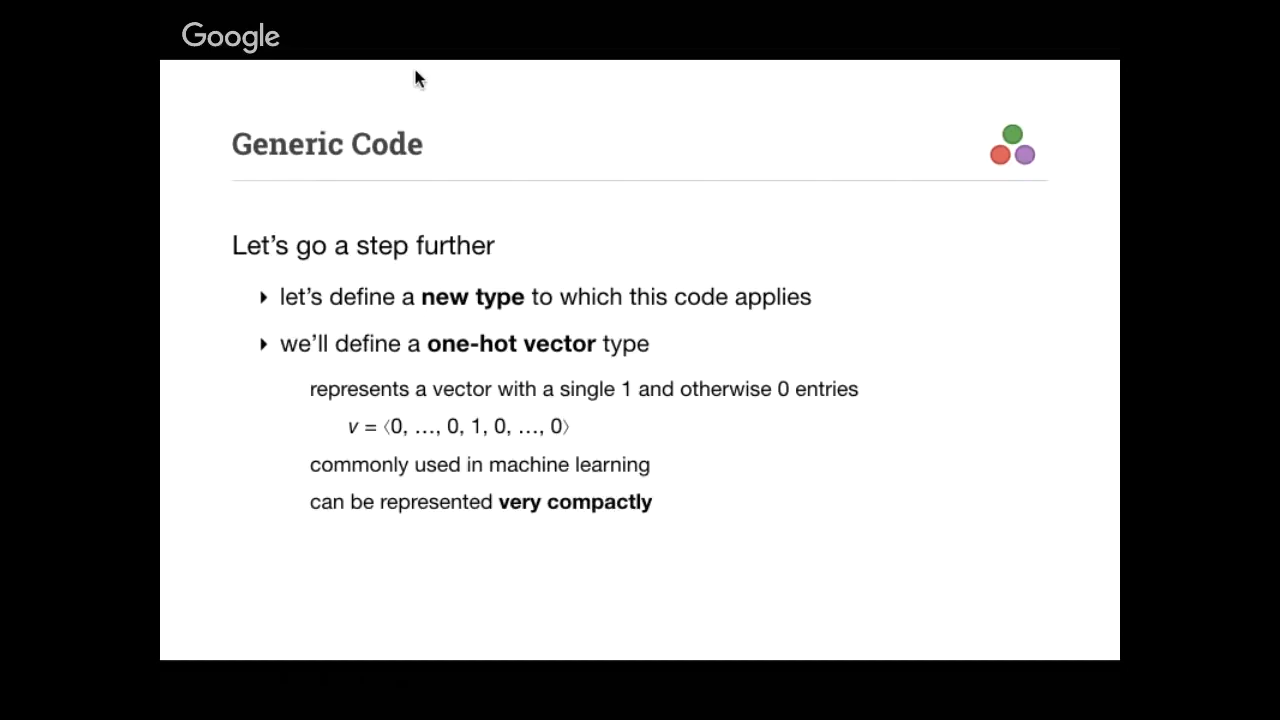 Google
Generic Code
Let’s go a step further
‣ let’s define a new type to which this code applies
‣ we’ll define a one-hot vector type
represents a vector with a single 1 and otherwise 0 entries
v = ⟨0, …, 0, 1, 0, …, 0⟩
commonly used in machine learning
can be represented very compactly